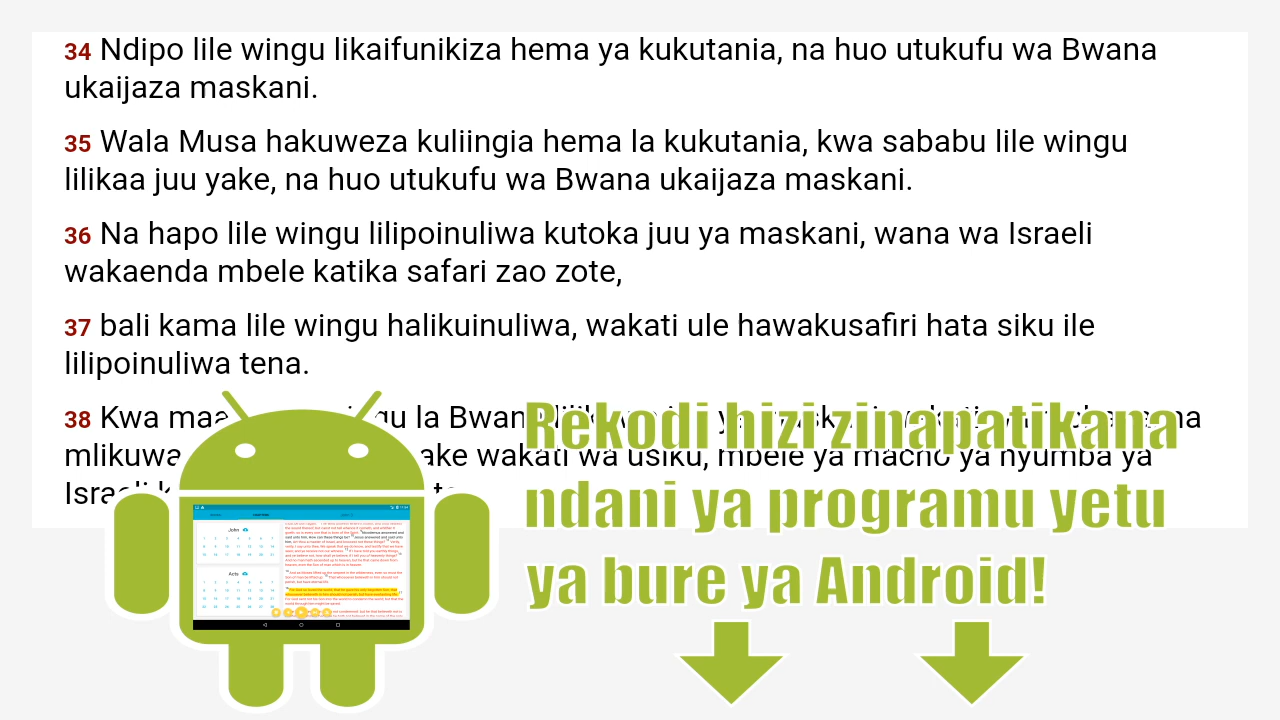 34 Ndipo lile wingu likaifunikiza hema ya kukutania, na huo utukufu wa Bwana
ukaijaza maskani.
35 Wala Musa hakuweza kuliingia hema la kukutania, kwa sababu lile wingu
lilikaa juu yake, na huo utukufu wa Bwana ukaijaza maskani.
36 Na hapo lile wingu lilipoinuliwa kutoka juu ya maskani, wana wa Israeli
wakaenda mbele katika safari zao zote,
37 bali kama lile wingu halikuinuliwa, wakati ule hawakusafiri hata siku ile
lilipoinuliwa tena.
38 Kwa la
mlikuwa wakati wa usiku, mbele ya macho ya nyumba ya
Rekodi hizi zinapatikana
ndani ya programu yetu
ya bure ya Android!
John
Acts